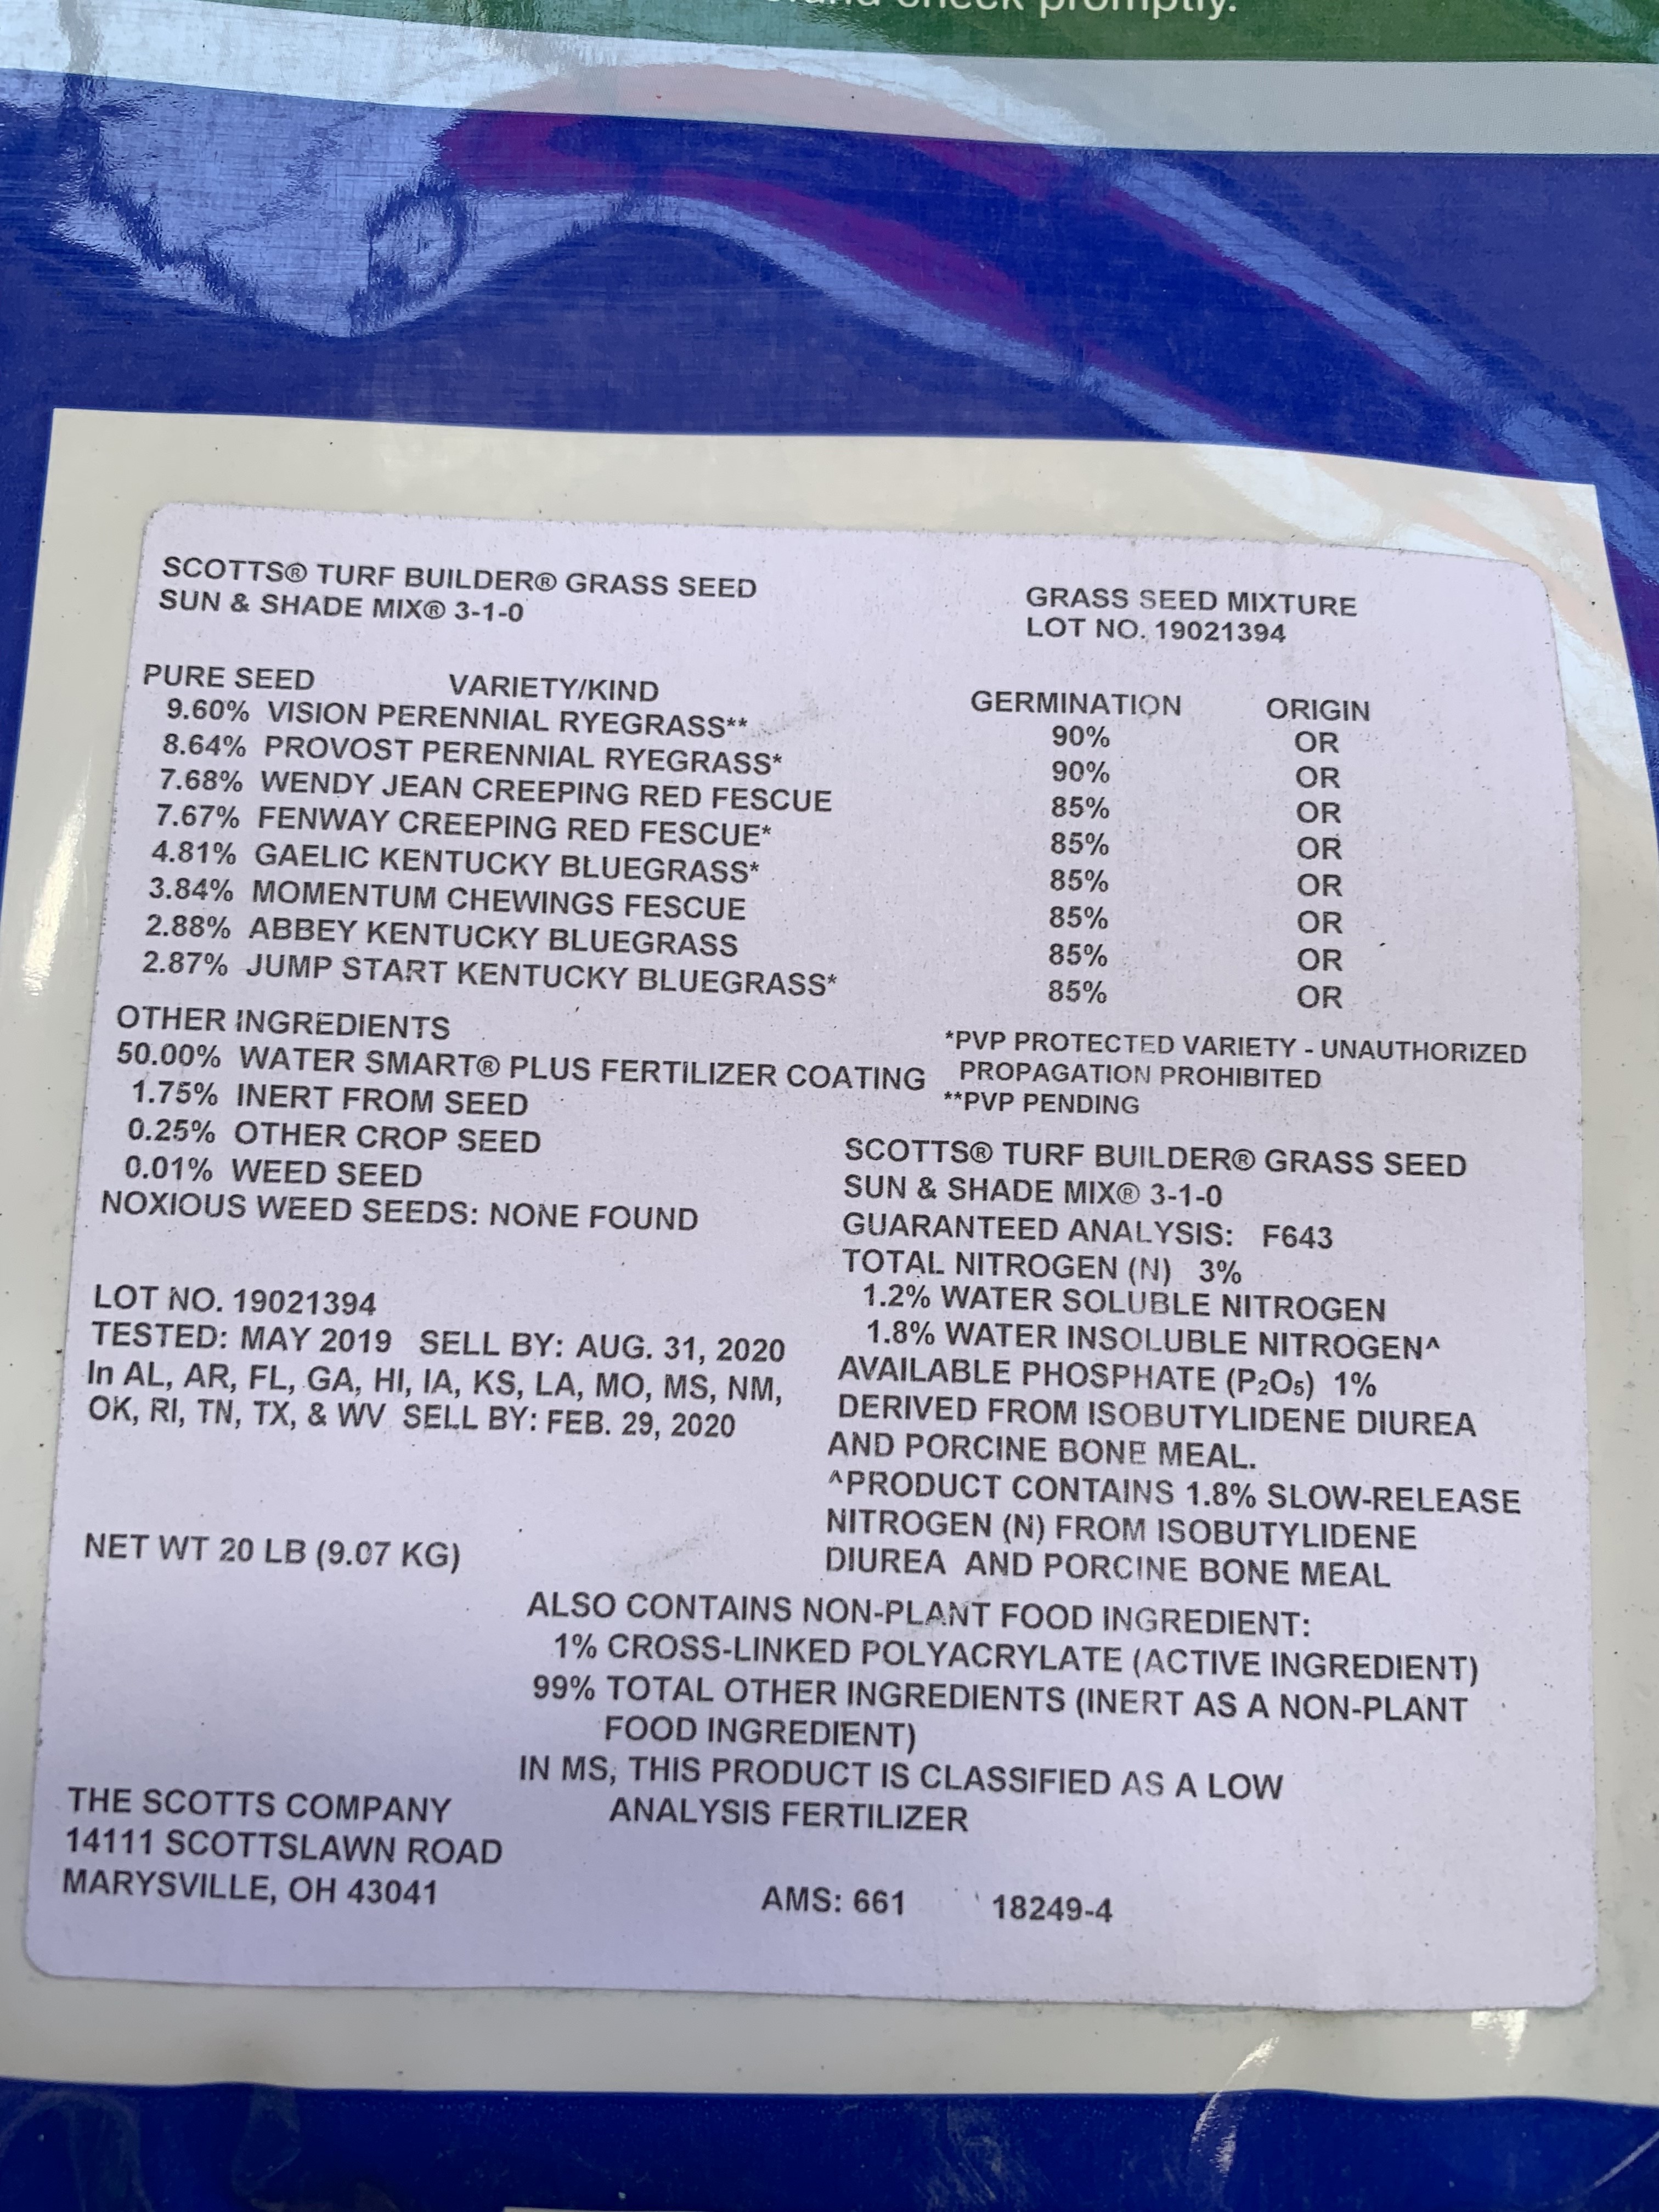 check promptly.
SCOTTS® TURF BUILDER® GRASS SEED
SUN & SHADE MIX® 3-1-0
GRASS SEED MIXTURE
LOT NO. 19021394
PURE SEED VARIETY/KIND GERMINATION ORIGIN
9.60% VISION PERENNIAL RYEGRASS** 90% OR
8.64% PROVOST PERENNIAL RYEGRASS* 90% OR
7.68% WENDY JEAN CREEPING RED FESCUE 85% OR
7.67% FENWAY CREEPING RED FESCUE* 85% OR
4.81% GAELIC KENTUCKY BLUEGRASS* 85% OR
3.84% MOMENTUM CHEWINGS FESCUE 85% OR
2.88% ABBEY KENTUCKY BLUEGRASS 85% OR
2.87% JUMP START KENTUCKY BLUEGRASS* 85% OR
OTHER INGREDIENTS
50.00% WATER SMART® PLUS FERTILIZER COATING
1.75% INERT FROM SEED
0.25% OTHER CROP SEED
0.01% WEED SEED
NOXIOUS WEED SEEDS: NONE FOUND
*PVP PROTECTED VARIETY - UNAUTHORIZED
PROPAGATION PROHIBITED
**PVP PENDING
LOT NO. 19021394
TESTED: MAY 2019 SELL BY: AUG. 31, 2020
In AL, AR, FL, GA, HI, IA, KS, LA, MO, MS, NM,
OK, RI, TN, TX, & WV SELL BY: FEB. 29, 2020
NET WT 20 LB (9.07 KG)
SCOTTS® TURF BUILDER® GRASS SEED
SUN & SHADE MIX® 3-1-0
GUARANTEED ANALYSIS: F643
TOTAL NITROGEN (N) 3%
1.2% WATER SOLUBLE NITROGEN
1.8% WATER INSOLUBLE NITROGEN^
AVAILABLE PHOSPHATE (P₂O₅) 1%
DERIVED FROM ISOBUTYLIDENE DIUREA
AND PORCINE BONE MEAL.
^PRODUCT CONTAINS 1.8% SLOW-RELEASE
NITROGEN (N) FROM ISOBUTYLIDENE
DIUREA AND PORCINE BONE MEAL
ALSO CONTAINS NON-PLANT FOOD INGREDIENT:
1% CROSS-LINKED POLYACRYLATE (ACTIVE INGREDIENT)
99% TOTAL OTHER INGREDIENTS (INERT AS A NON-PLANT
FOOD INGREDIENT)
IN MS, THIS PRODUCT IS CLASSIFIED AS A LOW
ANALYSIS FERTILIZER
THE SCOTTS COMPANY
14111 SCOTTSLAWN ROAD
MARYSVILLE, OH 43041
AMS: 661 18249-4